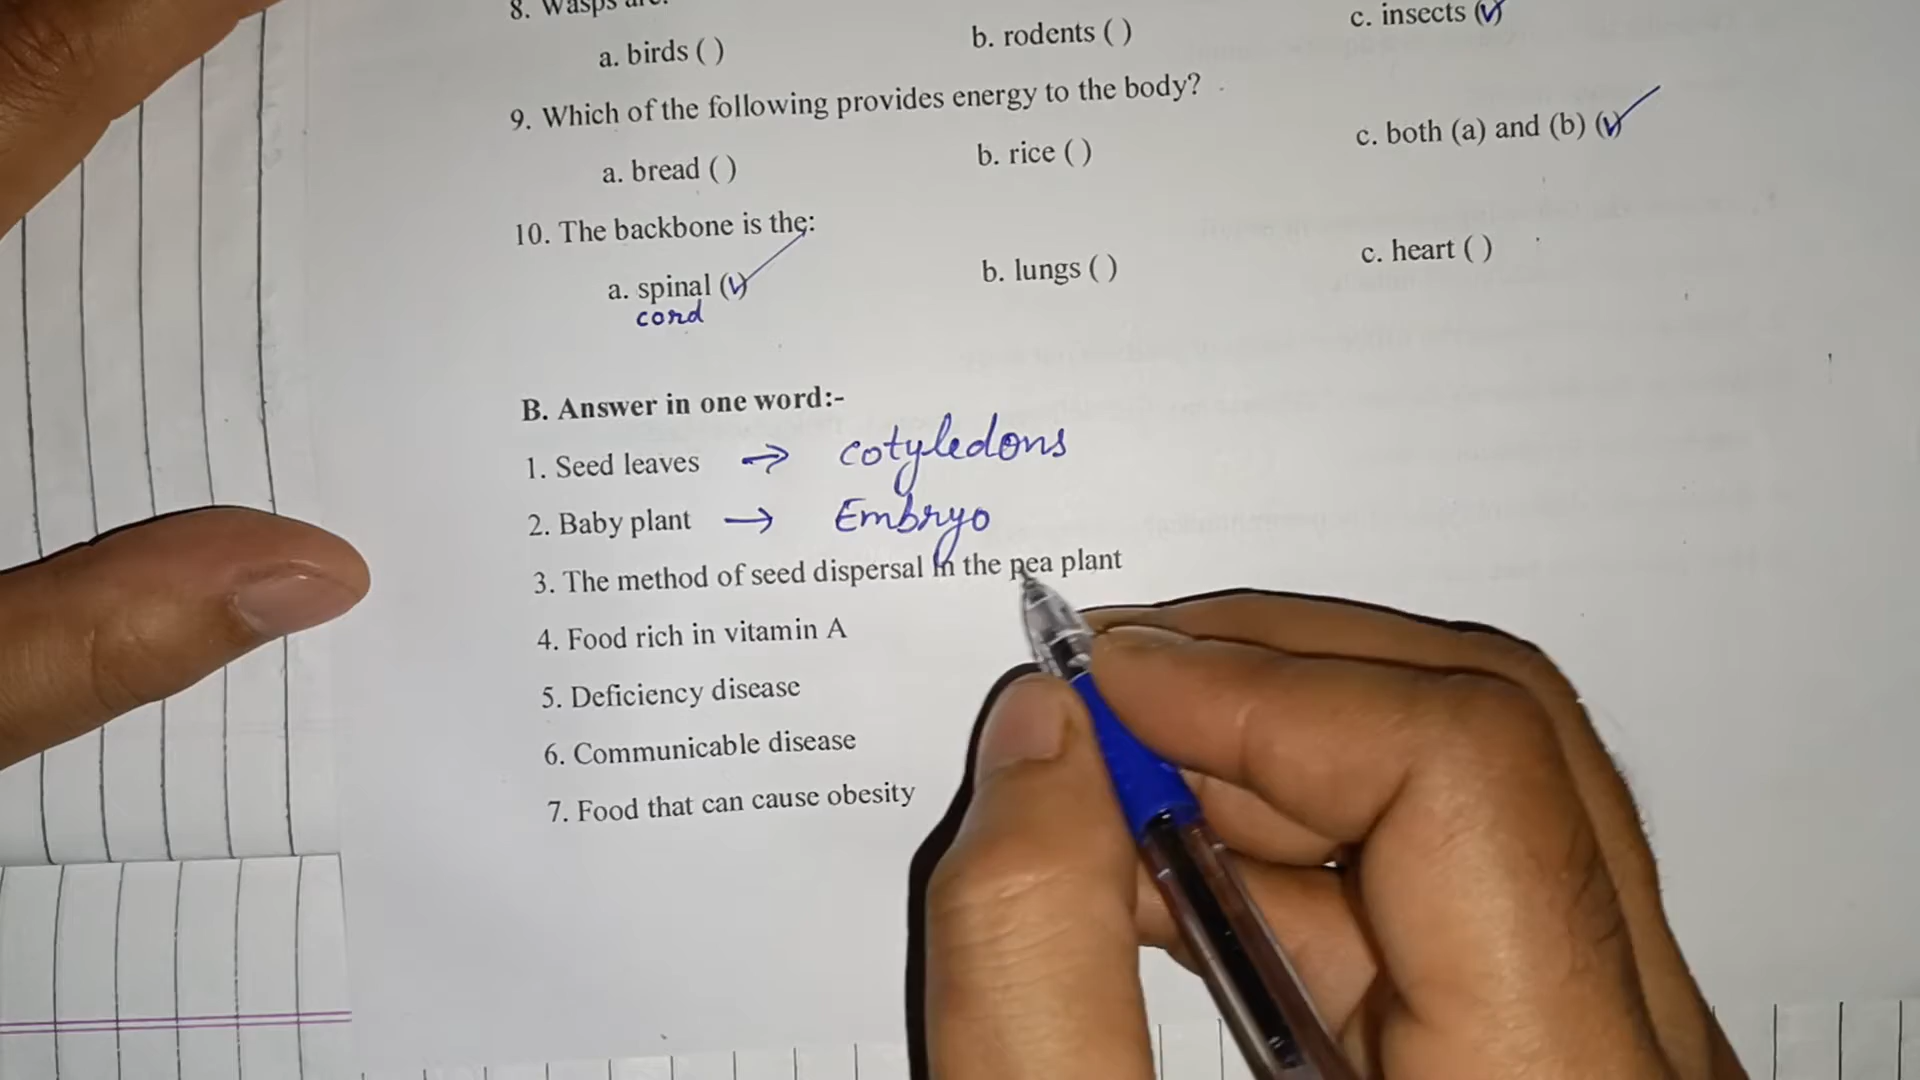 8. Wasps are:
a. birds ( ) b. rodents ( ) c. insects (✓)
9. Which of the following provides energy to the body?
a. bread ( ) b. rice ( ) c. both (a) and (b) (✓)
10. The backbone is the:
a. spinal (✓) b. lungs ( ) c. heart ( )
cord
B. Answer in one word:-
1. Seed leaves → cotyledons
2. Baby plant → Embryo
3. The method of seed dispersal in the pea plant
4. Food rich in vitamin A
5. Deficiency disease
6. Communicable disease
7. Food that can cause obesity